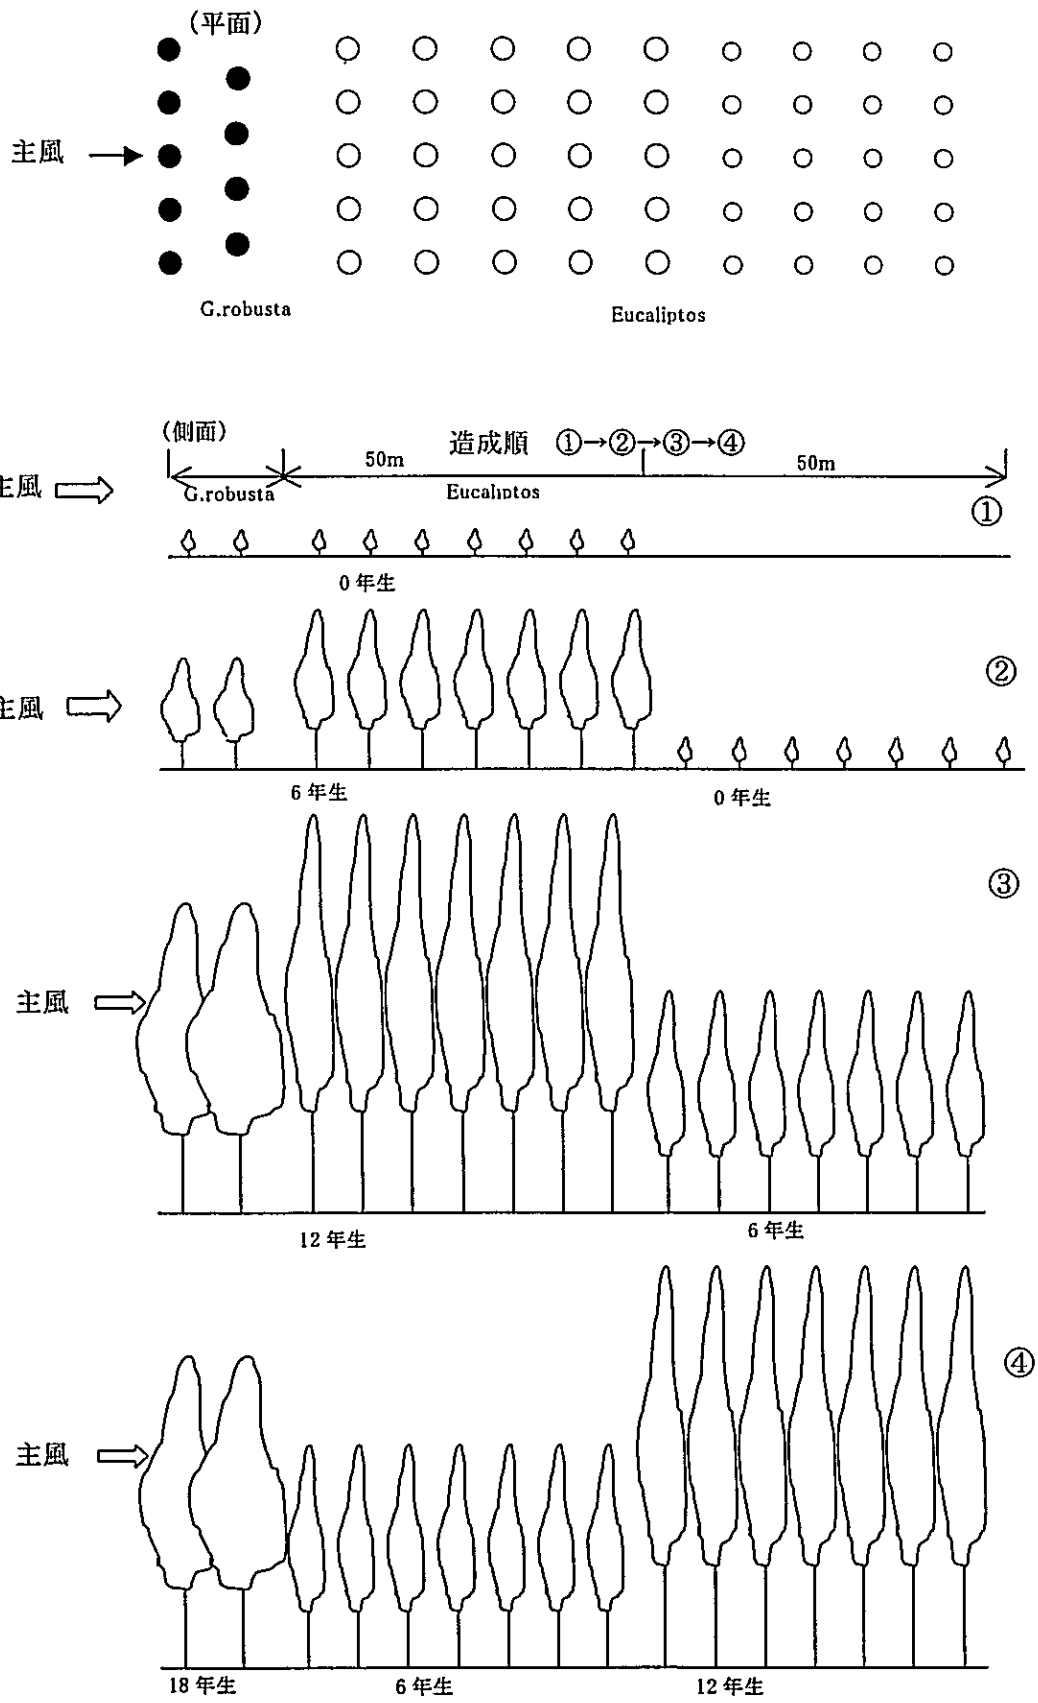 (平面)
主風
G.robusta
Eucaliptos
(側面)
造成順 ①→②→③→④
50m
50m
主風
G.robusta
Eucaliptos
①
0年生
②
主風
6年生
0年生
③
主風
12年生
6年生
④
主風
18年生
6年生
12年生